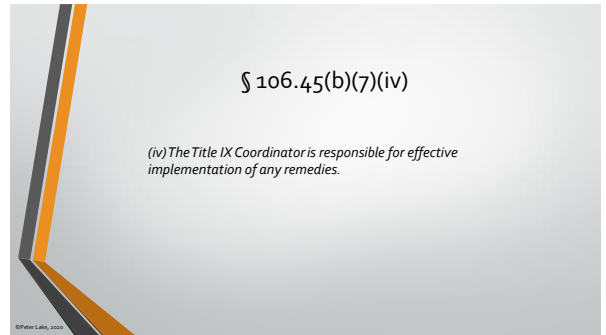 § 106.45(b)(7)(iv)
(iv) The Title IX Coordinator is responsible for effective
implementation of any remedies.
©Peter Lake, 2020